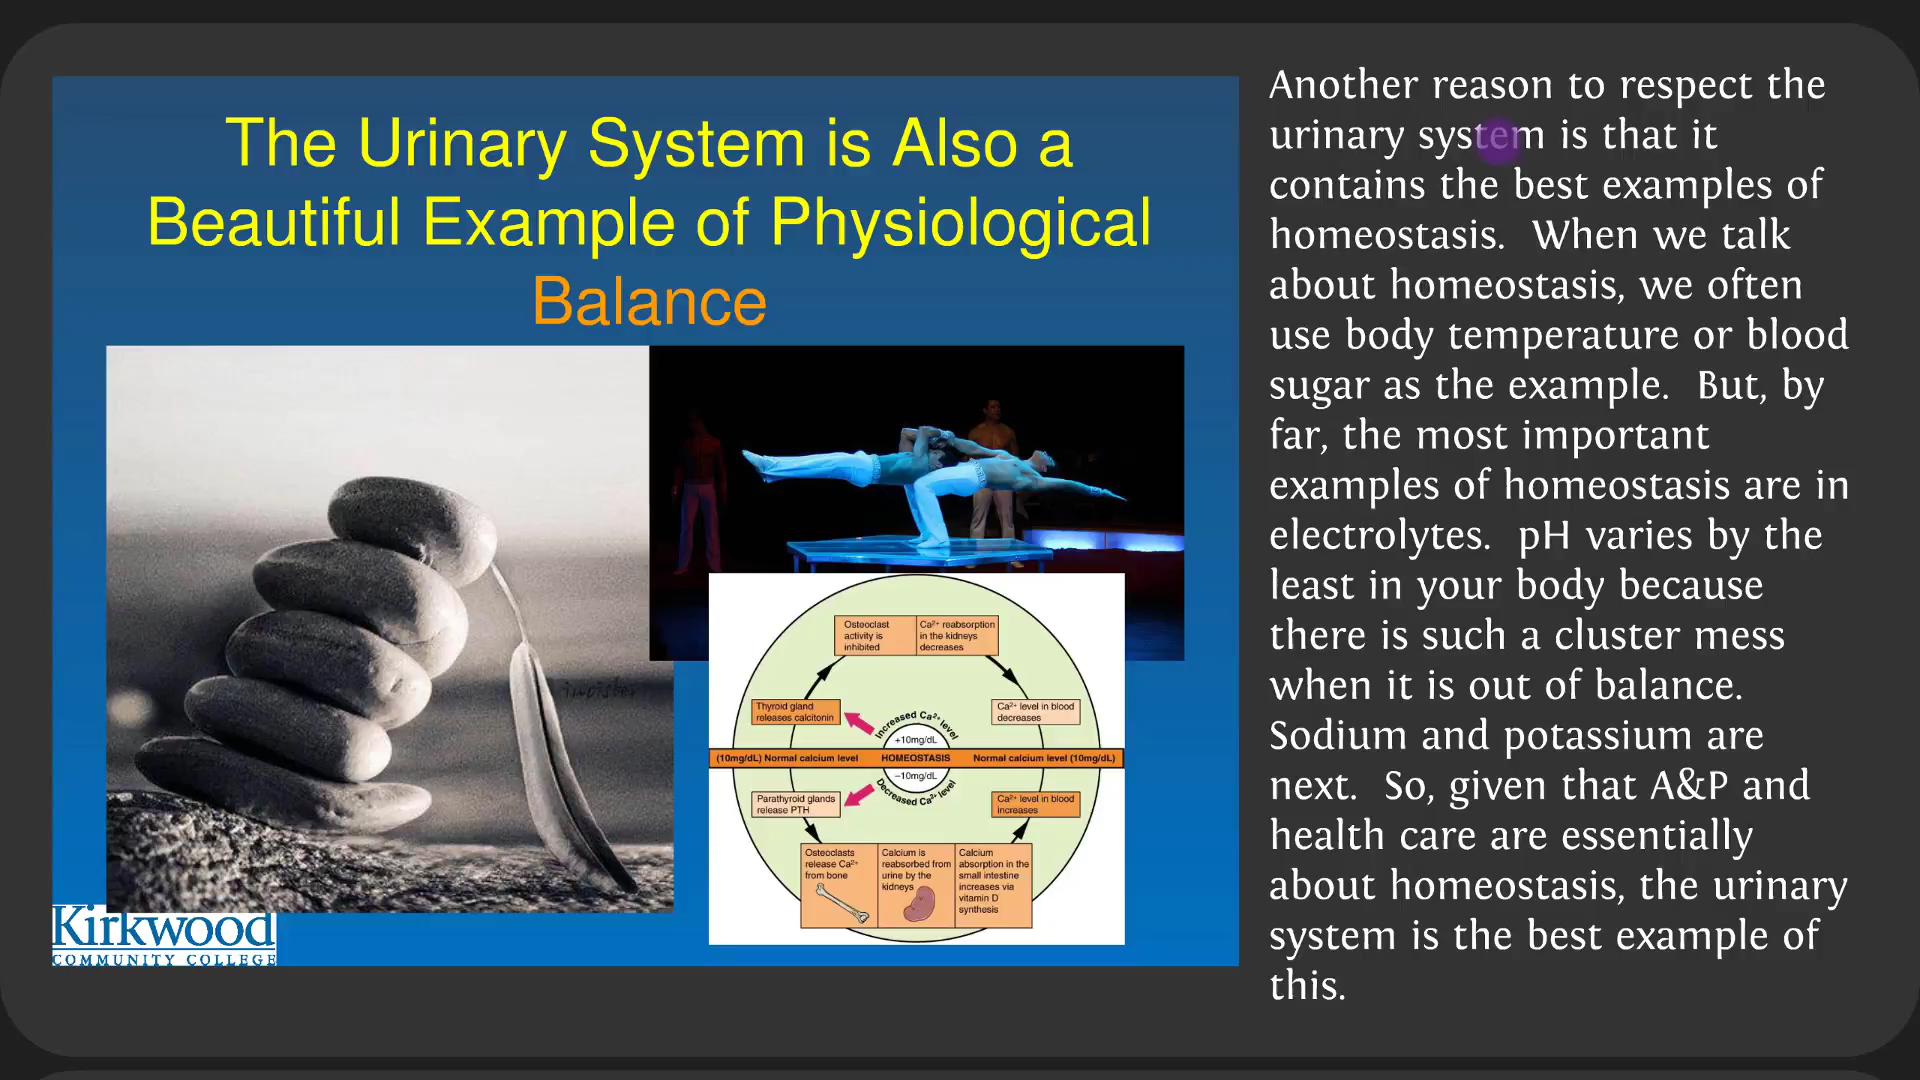 The Urinary System is Also a
Beautiful Example of Physiological
Balance
Osteoclast
activity is
inhibited
Ca²⁺ reabsorption
in the kidneys
decreases
Thyroid gland
releases calcitonin
Ca²⁺ level in blood
decreases
Increased Ca²⁺ level
+10mg/dL
(10mg/dL) Normal calcium level HOMEOSTASIS Normal calcium level (10mg/dL)
−10mg/dL
Decreased Ca²⁺ level
Parathyroid glands
release PTH
Ca²⁺ level in blood
increases
Osteoclasts
release Ca²⁺
from bone
Calcium is
reabsorbed from
urine by the
kidneys
Calcium
absorption in the
small intestine
increases via
vitamin D
synthesis
Kirkwood
COMMUNITY COLLEGE
Another reason to respect the
urinary system is that it
contains the best examples of
homeostasis. When we talk
about homeostasis, we often
use body temperature or blood
sugar as the example. But, by
far, the most important
examples of homeostasis are in
electrolytes. pH varies by the
least in your body because
there is such a cluster mess
when it is out of balance.
Sodium and potassium are
next. So, given that A&P and
health care are essentially
about homeostasis, the urinary
system is the best example of
this.